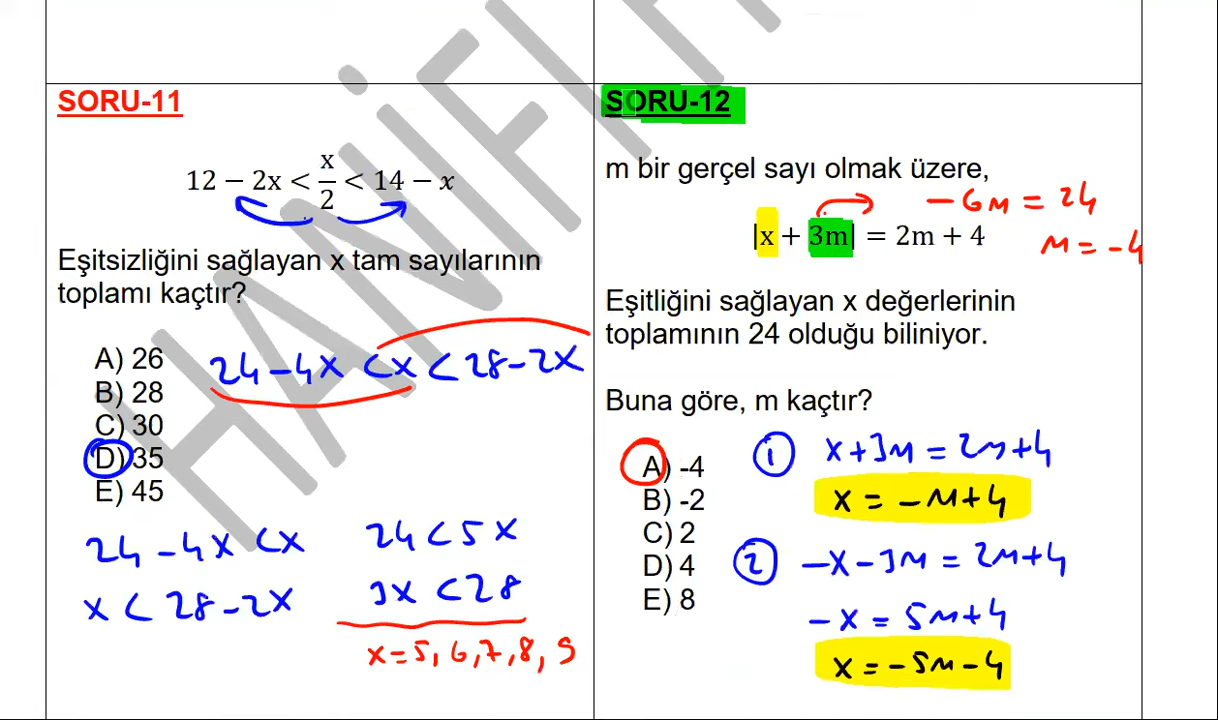 SORU-11
12 − 2x < x/2 < 14 − x
Eşitsizliğini sağlayan x tam sayılarının
toplamı kaçtır?
A) 26
B) 28
C) 30
D) 35
E) 45
24 − 4x < x < 28 − 2x
24 − 4x < x
x < 28 − 2x
24 < 5x
3x < 28
x = 5, 6, 7, 8, 9
SORU-12
m bir gerçel sayı olmak üzere,
|x + 3m| = 2m + 4
−6m = 24
m = −4
Eşitliğini sağlayan x değerlerinin
toplamının 24 olduğu biliniyor.
Buna göre, m kaçtır?
A) -4
B) -2
C) 2
D) 4
E) 8
1 x + 3m = 2m + 4
x = −m + 4
2 −x − 3m = 2m + 4
−x = 5m + 4
x = −5m − 4
HANİFİ